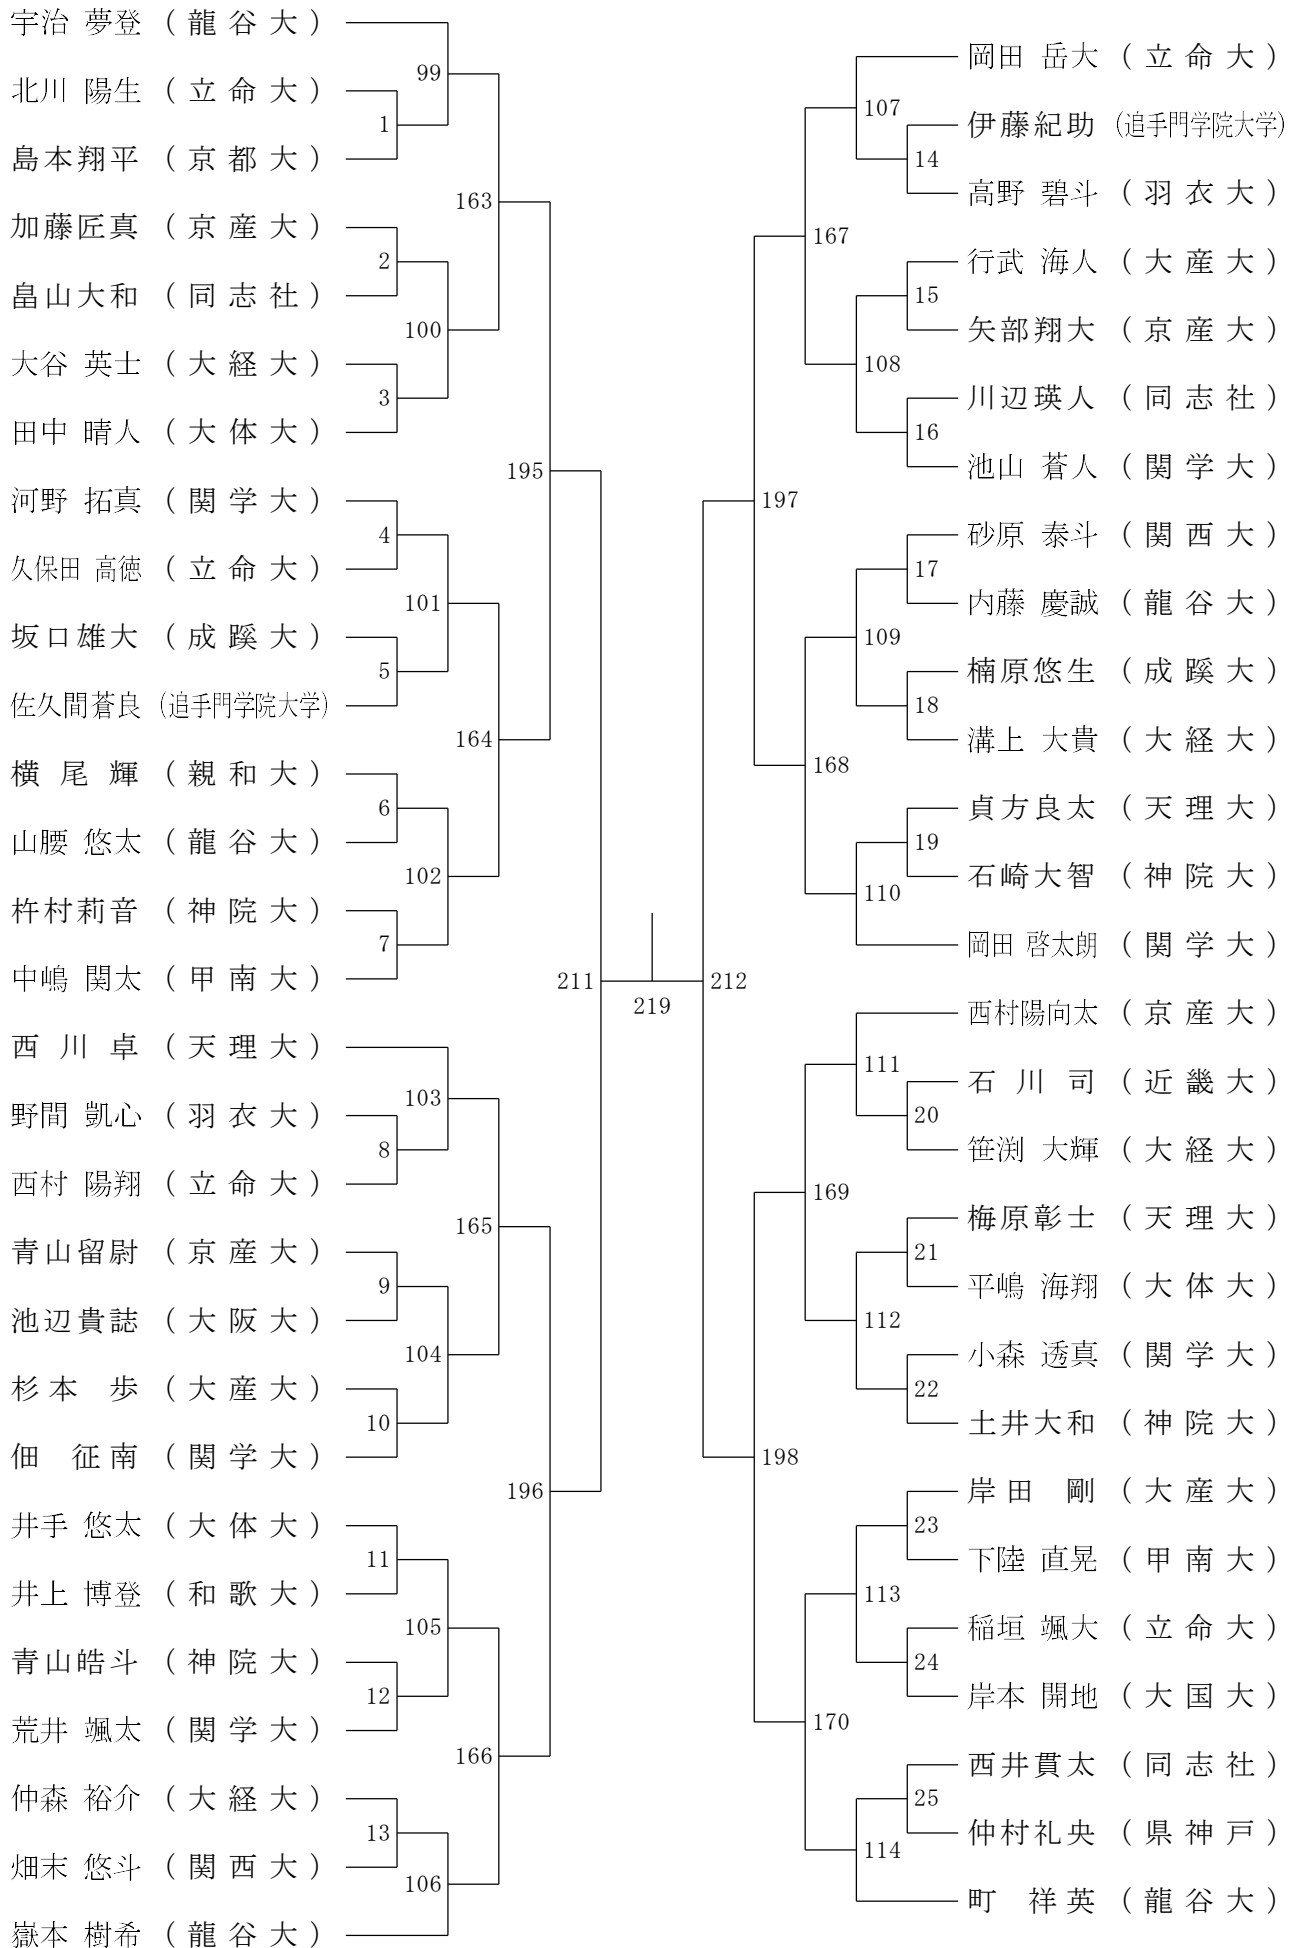 宇治 夢登 （龍谷大）
99
北川 陽生 （立命大）
1
島本翔平 （京都大）
163
加藤匠真 （京産大）
2
畠山大和 （同志社）
100
大谷 英士 （大経大）
3
田中 晴人 （大体大）
195
河野 拓真 （関学大）
4
久保田 高徳 （立命大）
101
坂口雄大 （成蹊大）
5
佐久間蒼良 （追手門学院大学）
164
横尾輝 （親和大）
6
山腰 悠太 （龍谷大）
102
杵村莉音 （神院大）
7
中嶋 関太 （甲南大）
211
西川卓 （天理大）
103
野間 凱心 （羽衣大）
8
西村 陽翔 （立命大）
165
青山留尉 （京産大）
9
池辺貴誌 （大阪大）
104
杉本 歩 （大産大）
10
佃 征南 （関学大）
196
井手 悠太 （大体大）
11
井上 博登 （和歌大）
105
青山皓斗 （神院大）
12
荒井 颯太 （関学大）
166
仲森 裕介 （大経大）
13
畑末 悠斗 （関西大）
106
嶽本 樹希 （龍谷大）
219
岡田 岳大 （立命大）
107
伊藤紀助 （追手門学院大学）
14
高野 碧斗 （羽衣大）
167
行武 海人 （大産大）
15
矢部翔大 （京産大）
108
川辺瑛人 （同志社）
16
池山 蒼人 （関学大）
197
砂原 泰斗 （関西大）
17
内藤 慶誠 （龍谷大）
109
楠原悠生 （成蹊大）
18
溝上 大貴 （大経大）
168
貞方良太 （天理大）
19
石崎大智 （神院大）
110
岡田 啓太朗 （関学大）
212
西村陽向太 （京産大）
111
石川司 （近畿大）
20
笹渕 大輝 （大経大）
169
梅原彰士 （天理大）
21
平嶋 海翔 （大体大）
112
小森 透真 （関学大）
22
土井大和 （神院大）
198
岸田 剛 （大産大）
23
下陸 直晃 （甲南大）
113
稲垣 颯大 （立命大）
24
岸本 開地 （大国大）
170
西井貫太 （同志社）
25
仲村礼央 （県神戸）
114
町 祥英 （龍谷大）